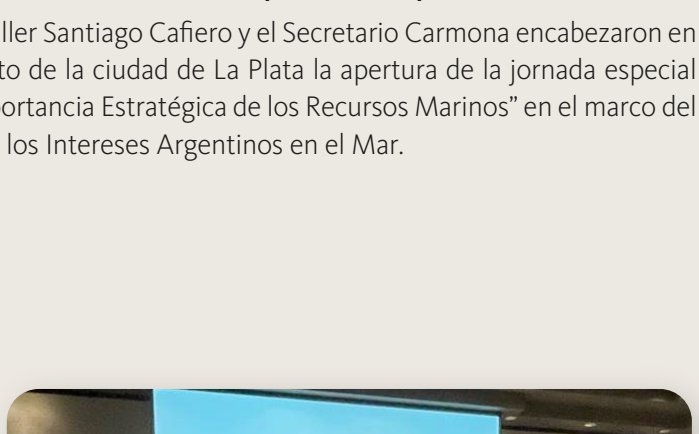 ller Santiago Cafiero y el Secretario Carmona encabezaron en
to de la ciudad de La Plata la apertura de la jornada especial
portancia Estratégica de los Recursos Marinos” en el marco del
los Intereses Argentinos en el Mar.